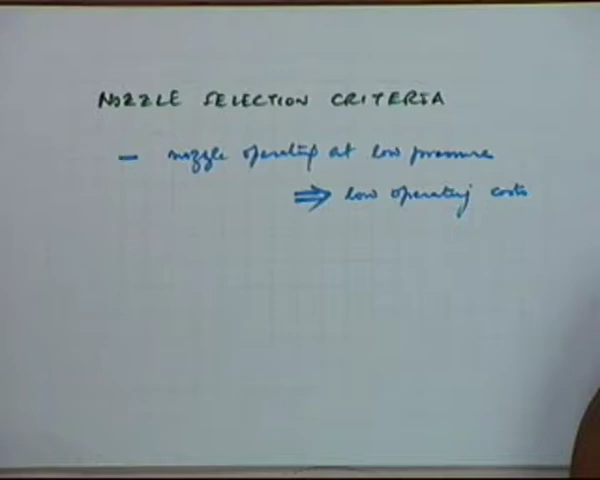 NOZZLE SELECTION CRITERIA
– nozzle operating at low pressure
⇒ low operating costs